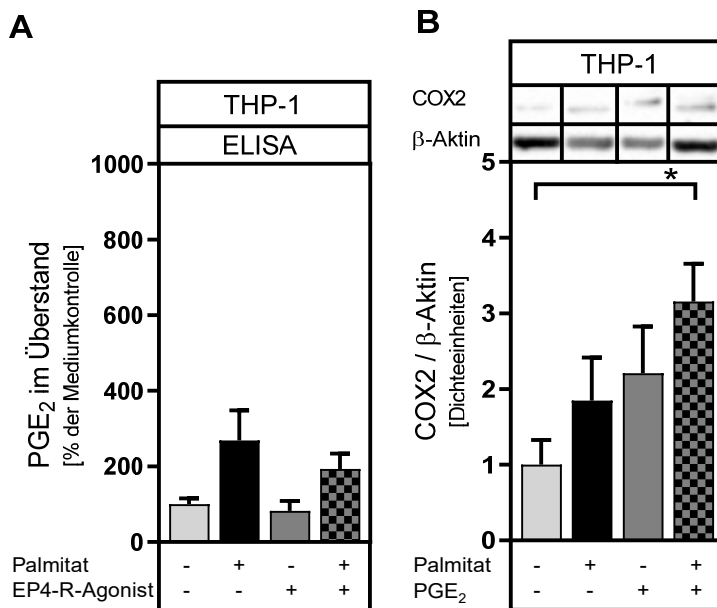 A
THP-1
ELISA
1000
800
600
400
200
0
PGE2 im Überstand
[% der Mediumkontrolle]
Palmitat - + - +
EP4-R-Agonist - - + +
B
THP-1
COX2
β-Aktin
5
4
3
2
1
0
*
COX2 / β-Aktin
[Dichteeinheiten]
Palmitat - + - +
PGE2 - - + +